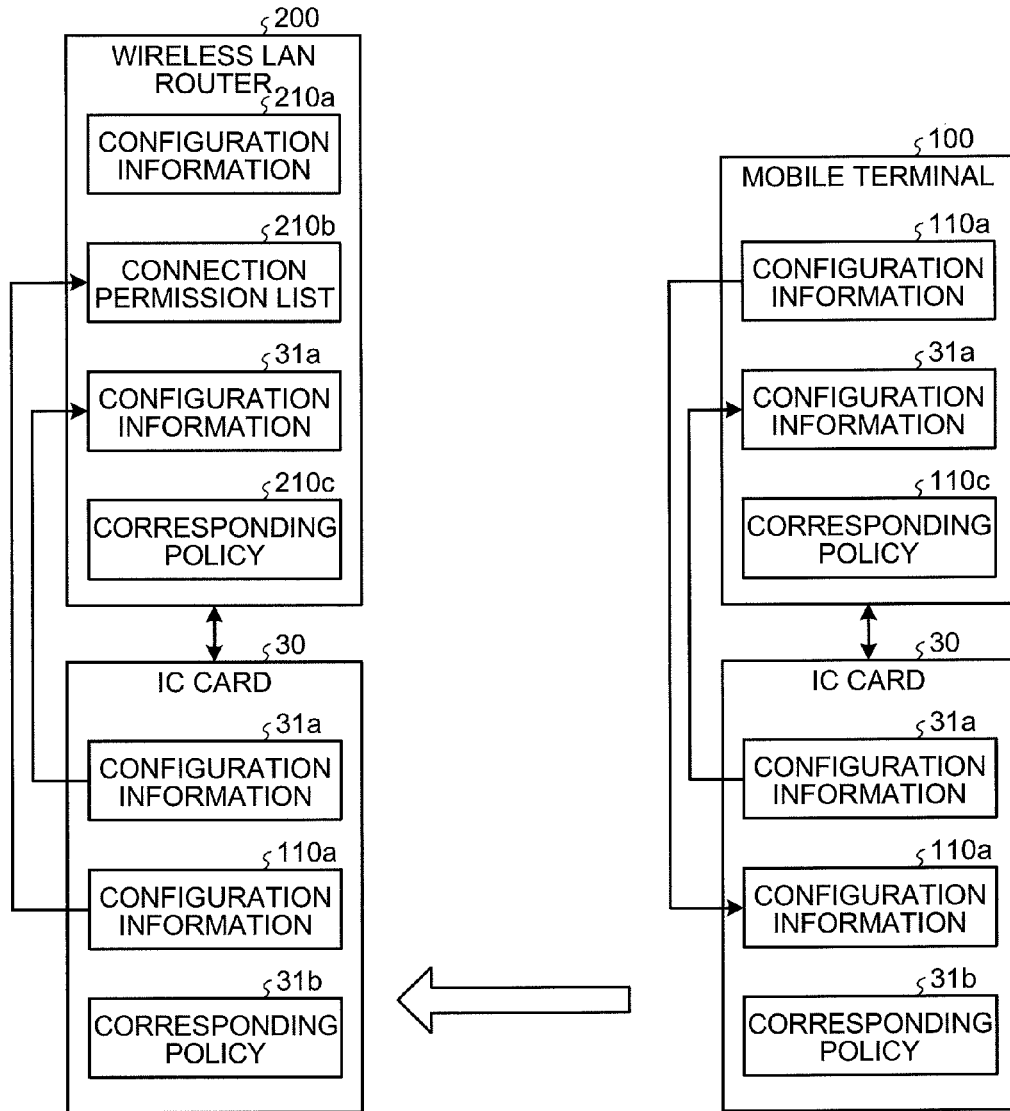 200
WIRELESS LAN
ROUTER
210a
CONFIGURATION
INFORMATION
210b
CONNECTION
PERMISSION LIST
31a
CONFIGURATION
INFORMATION
210c
CORRESPONDING
POLICY
30
IC CARD
31a
CONFIGURATION
INFORMATION
110a
CONFIGURATION
INFORMATION
31b
CORRESPONDING
POLICY
100
MOBILE TERMINAL
110a
CONFIGURATION
INFORMATION
31a
CONFIGURATION
INFORMATION
110c
CORRESPONDING
POLICY
30
IC CARD
31a
CONFIGURATION
INFORMATION
110a
CONFIGURATION
INFORMATION
31b
CORRESPONDING
POLICY